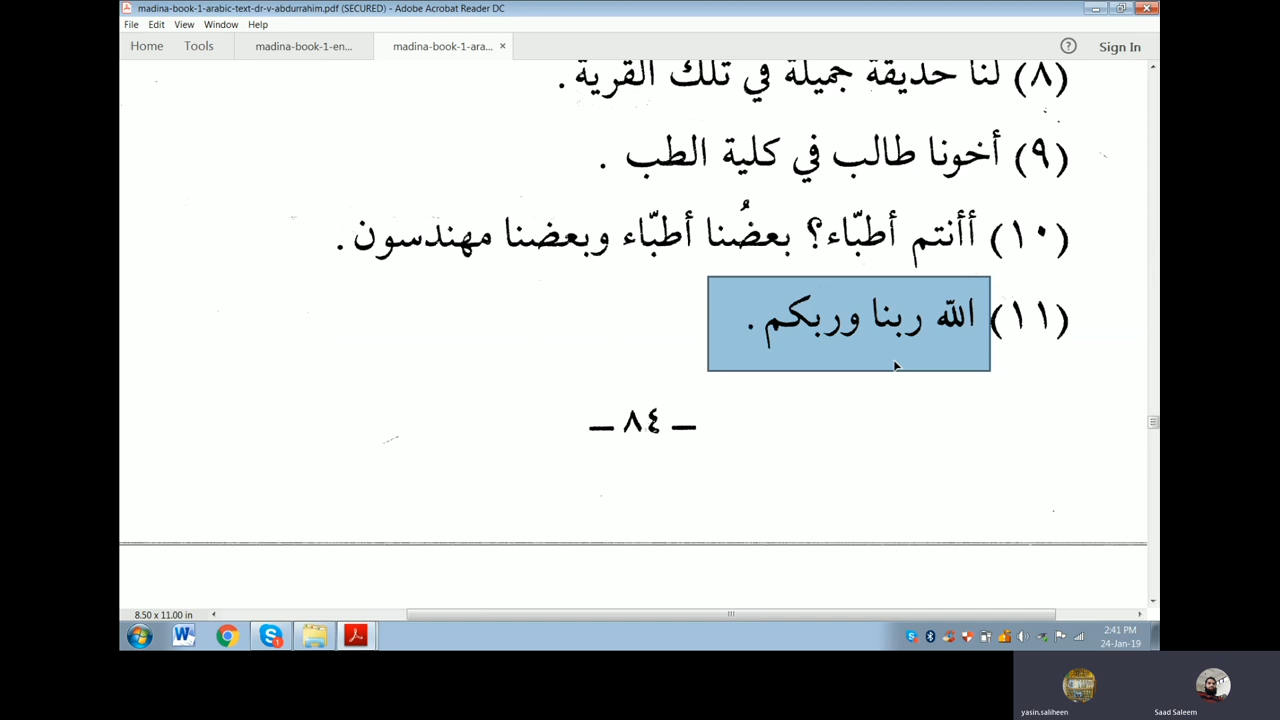 madina-book-1-arabic-text-dr-v-abdurrahim.pdf (SECURED) - Adobe Acrobat Reader DC
File Edit View Window Help
Home Tools madina-book-1-en... madina-book-1-ara... × Sign In
(٨) لنا حديقة جميلة في تلك القرية .
(٩) أخونا طالب في كلية الطب .
(١٠) أأنتم أطبّاء؟ بعضُنا أطبّاء وبعضنا مهندسون .
(١١) اللّه ربنا وربكم .
– ٨٤ –
8.50 x 11.00 in
2:41 PM
24-Jan-19
yasin.saliheen Saad Saleem